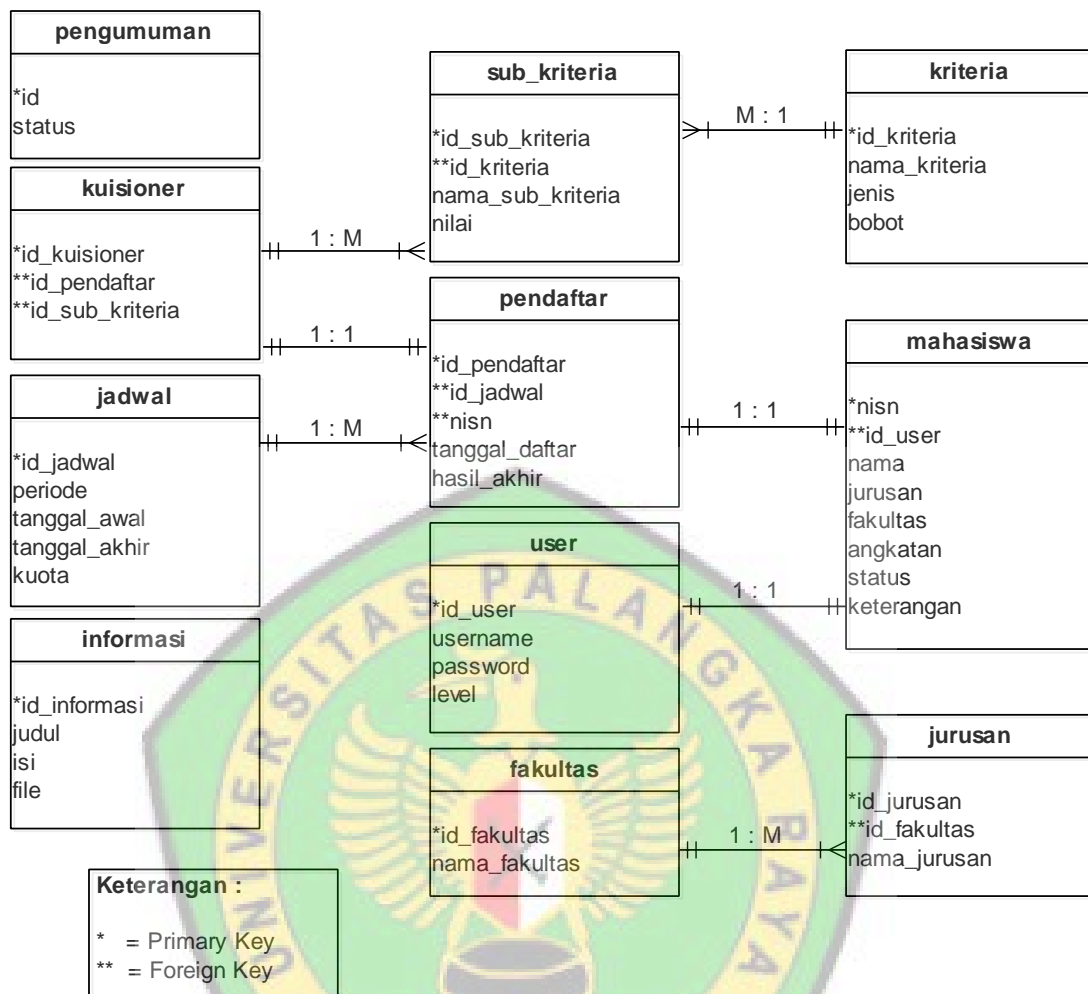 pengumuman
*id
status
kuisioner
*id_kuisioner
**id_pendaftar
**id_sub_kriteria
jadwal
*id_jadwal
periode
tanggal_awal
tanggal_akhir
kuota
informasi
*id_informasi
judul
isi
file
Keterangan :
* = Primary Key
** = Foreign Key
1 : M
1 : 1
1 : M
sub_kriteria
*id_sub_kriteria
**id_kriteria
nama_sub_kriteria
nilai
pendaftar
*id_pendaftar
**id_jadwal
**nisn
tanggal_daftar
hasil_akhir
user
*id_user
username
password
level
fakultas
*id_fakultas
nama_fakultas
M : 1
1 : 1
1 : 1
1 : M
kriteria
*id_kriteria
nama_kriteria
jenis
bobot
mahasiswa
*nisn
**id_user
nama
jurusan
fakultas
angkatan
status
keterangan
jurusan
*id_jurusan
**id_fakultas
nama_jurusan
UNIVERSITAS PALANGKA RAYA